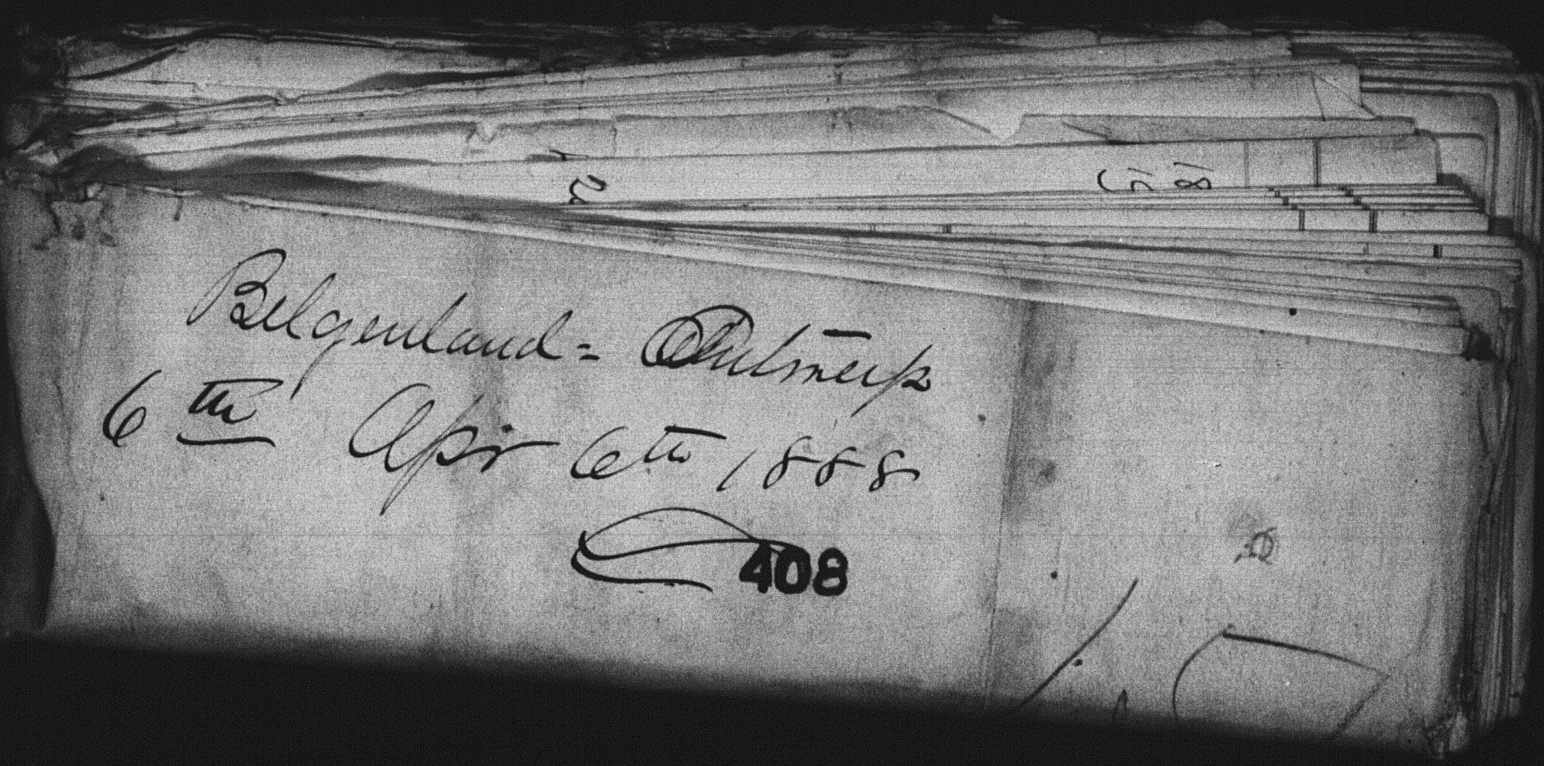 Belgenland = Antwerp
6th Apr 6th 1888
408